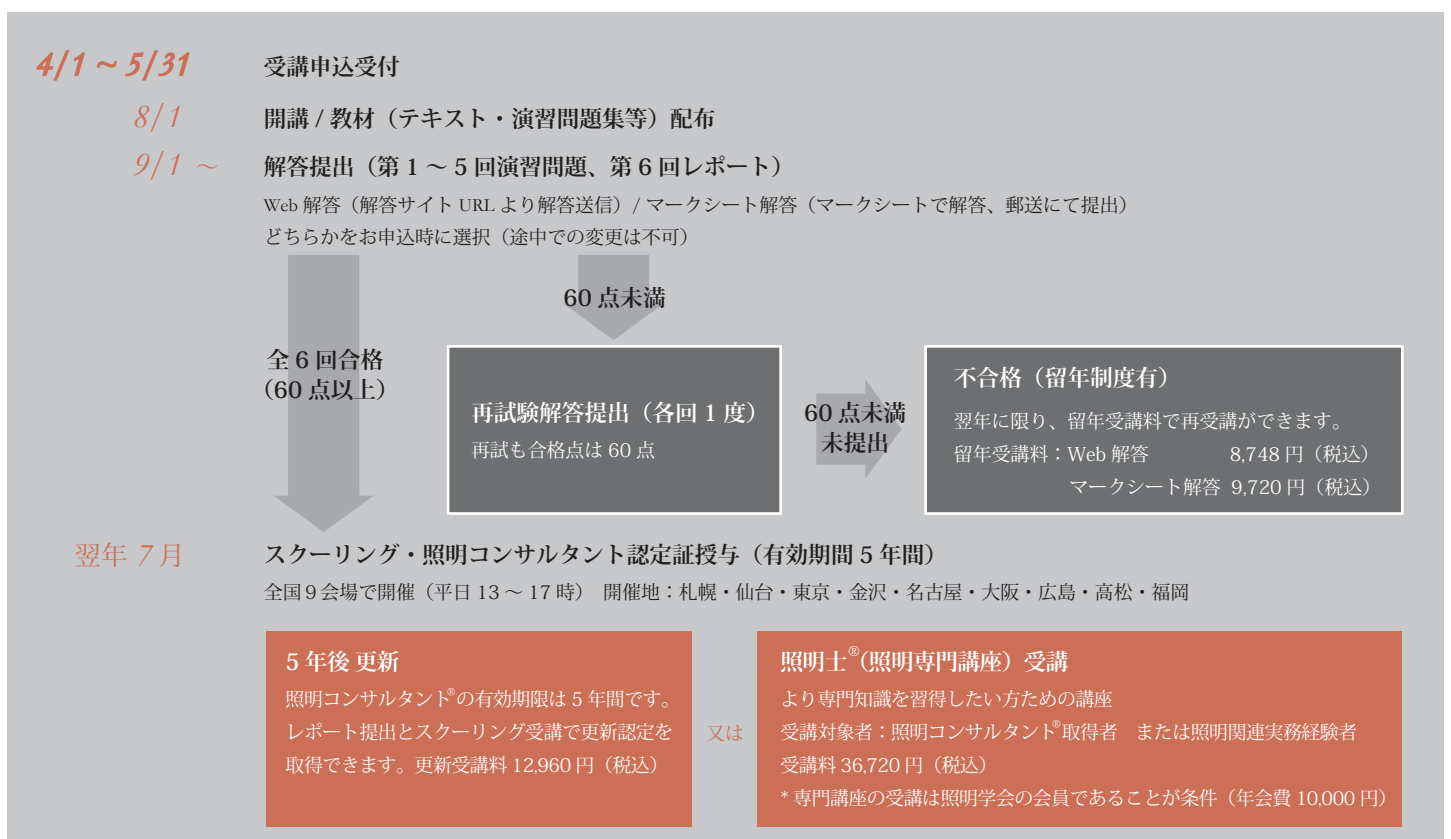 4/1 ~ 5/31 受講申込受付
8/1 開講 / 教材（テキスト・演習問題集等）配布
9/1 ~ 解答提出（第 1 ～ 5 回演習問題、第 6 回レポート）
Web 解答（解答サイト URL より解答送信）/ マークシート解答（マークシートで解答、郵送にて提出）
どちらかをお申込時に選択（途中での変更は不可）
60 点未満
全 6 回合格
（60 点以上）
再試験解答提出（各回 1 度）
再試も合格点は 60 点
60 点未満
未提出
不合格（留年制度有）
翌年に限り、留年受講料で再受講ができます。
留年受講料：Web 解答 8,748 円（税込）
マークシート解答 9,720 円（税込）
翌年 7月 スクーリング・照明コンサルタント認定証授与（有効期間 5 年間）
全国 9 会場で開催（平日 13 ～ 17 時） 開催地：札幌・仙台・東京・金沢・名古屋・大阪・広島・高松・福岡
5 年後 更新
照明コンサルタント®の有効期限は 5 年間です。
レポート提出とスクーリング受講で更新認定を
取得できます。更新受講料 12,960 円（税込）
又は
照明士®(照明専門講座）受講
より専門知識を習得したい方ための講座
受講対象者：照明コンサルタント®取得者 または照明関連実務経験者
受講料 36,720 円（税込）
* 専門講座の受講は照明学会の会員であることが条件（年会費 10,000 円）